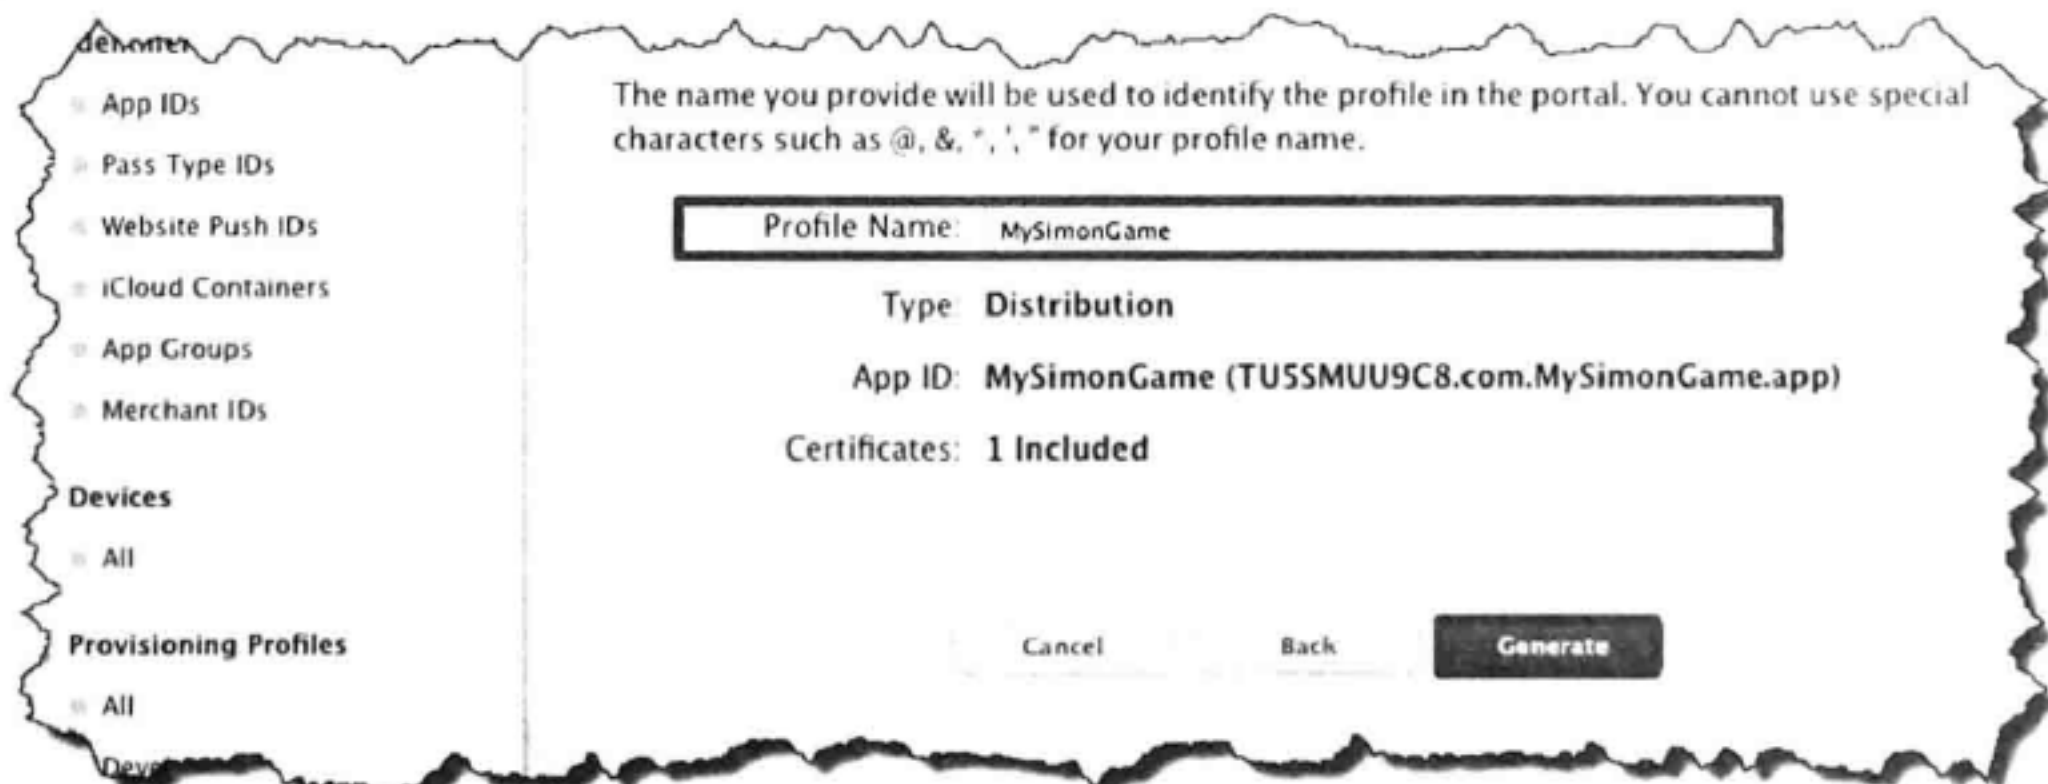 App IDs
Pass Type IDs
Website Push IDs
iCloud Containers
App Groups
Merchant IDs
Devices
All
Provisioning Profiles
All
The name you provide will be used to identify the profile in the portal. You cannot use special
characters such as @, &, *, ', " for your profile name.
Profile Name: MySimonGame
Type: Distribution
App ID: MySimonGame (TU5SMUU9C8.com.MySimonGame.app)
Certificates: 1 Included
Cancel Back Generate